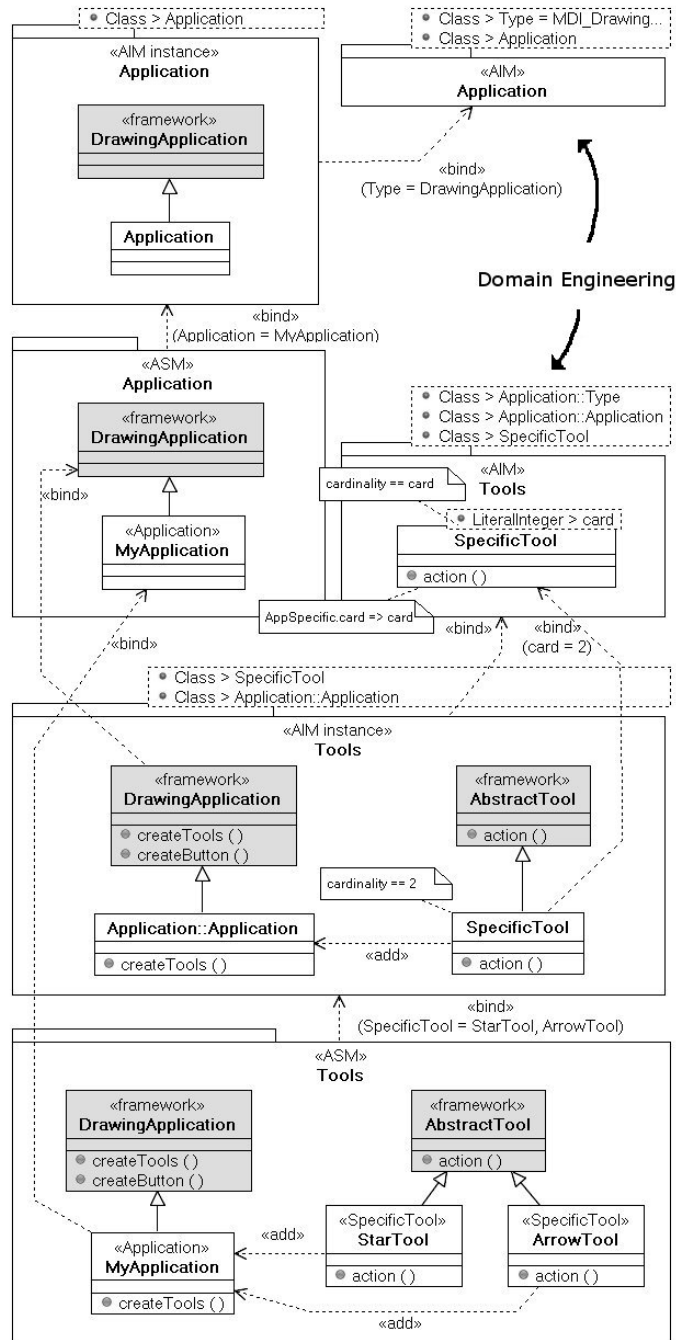 Class > Application
«AIM instance»
Application
«framework»
DrawingApplication
Application
Class > Type = MDI_Drawing...
Class > Application
«AIM»
Application
«bind»
(Type = DrawingApplication)
Domain Engineering
«bind»
(Application = MyApplication)
«ASM»
Application
«framework»
DrawingApplication
«bind»
«Application»
MyApplication
Class > Application::Type
Class > Application::Application
Class > SpecificTool
«AIM»
Tools
cardinality == card
LiteralInteger > card
SpecificTool
action ( )
AppSpecific.card => card
«bind»
«bind»
«bind»
(card = 2)
Class > SpecificTool
Class > Application::Application
«AIM instance»
Tools
«framework»
DrawingApplication
createTools ( )
createButton ( )
«framework»
AbstractTool
action ( )
cardinality == 2
Application::Application
createTools ( )
«add»
SpecificTool
action ( )
«bind»
(SpecificTool = StarTool, ArrowTool)
«ASM»
Tools
«framework»
DrawingApplication
createTools ( )
createButton ( )
«framework»
AbstractTool
action ( )
«Application»
MyApplication
createTools ( )
«add»
«SpecificTool»
StarTool
action ( )
«SpecificTool»
ArrowTool
action ( )
«add»